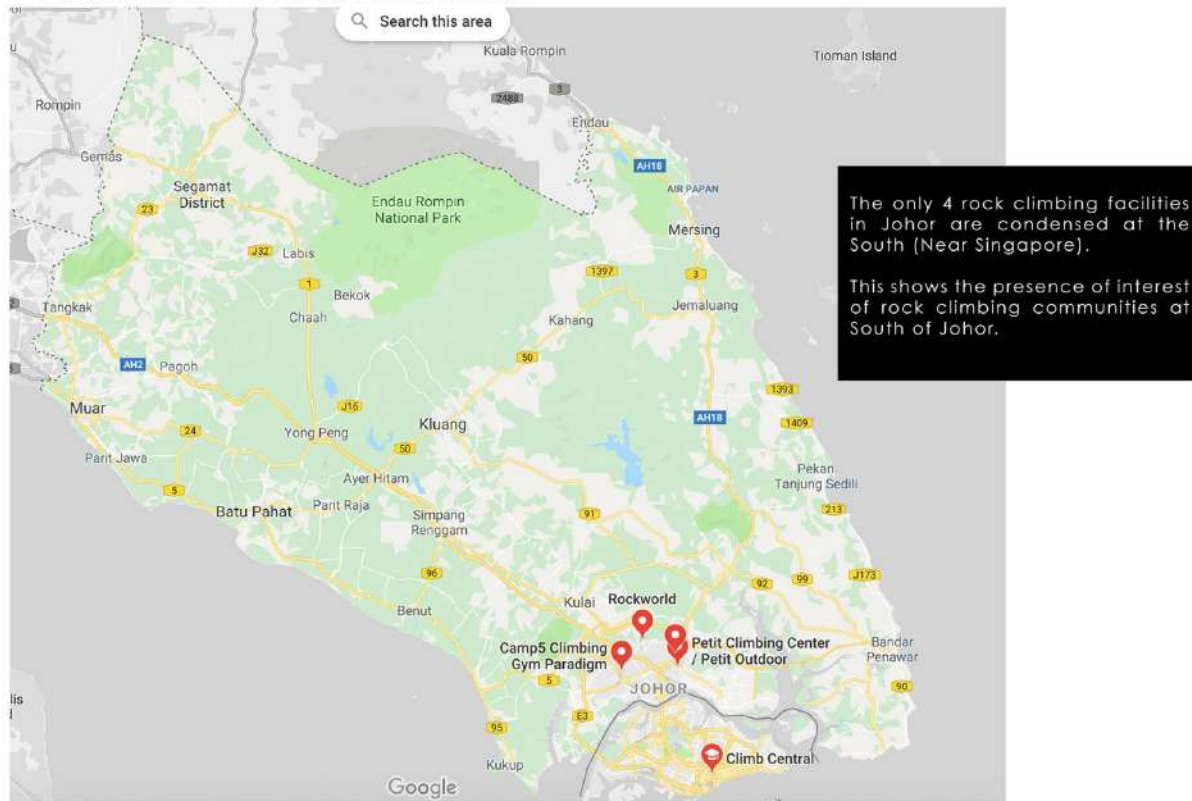 Search this area
Kuala Rompin
Tioman Island
3
2488
Rompin
Endau
Gemas
AH18
Segamat
District
AIR PAPAN
Endau Rompin
National Park
23
Mersing
The only 4 rock climbing facilities
in Johor are condensed at the
South (Near Singapore).
This shows the presence of interest
of rock climbing communities at
South of Johor.
J32
Labis
1397
3
1
Bekok
Tangkak
Chaah
Kahang
Jemaluang
AH2
Pagoh
50
1393
Muar
J16
AH18
1409
24
Yong Peng
Kluang
50
Parit Jawa
Ayer Hitam
Pekan
Tanjung Sedili
5
Batu Pahat
Parit Raja
Simpang
Renggam
91
213
96
92
99
J173
Benut
Kulai
Rockworld
Camp5 Climbing
Gym Paradigm
Petit Climbing Center
/ Petit Outdoor
Bandar
Penawar
5
JOHOR
90
E3
95
Kukup
Climb Central
Google